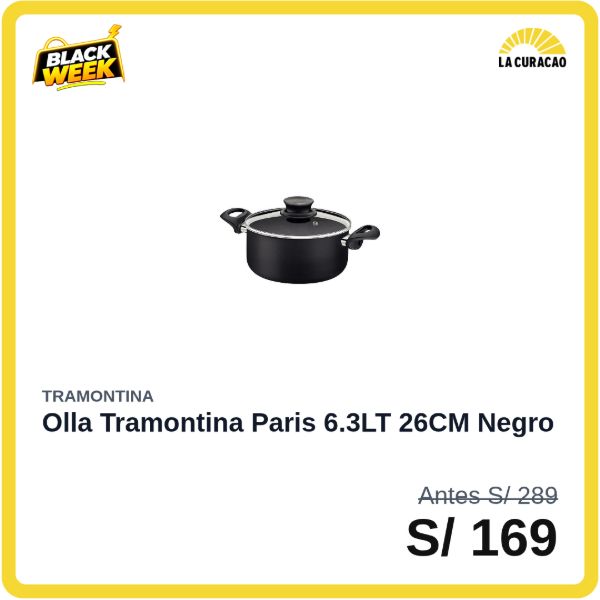 BLACK
WEEK
LA CURACAO
TRAMONTINA
Olla Tramontina Paris 6.3LT 26CM Negro
Antes S/ 289
S/ 169